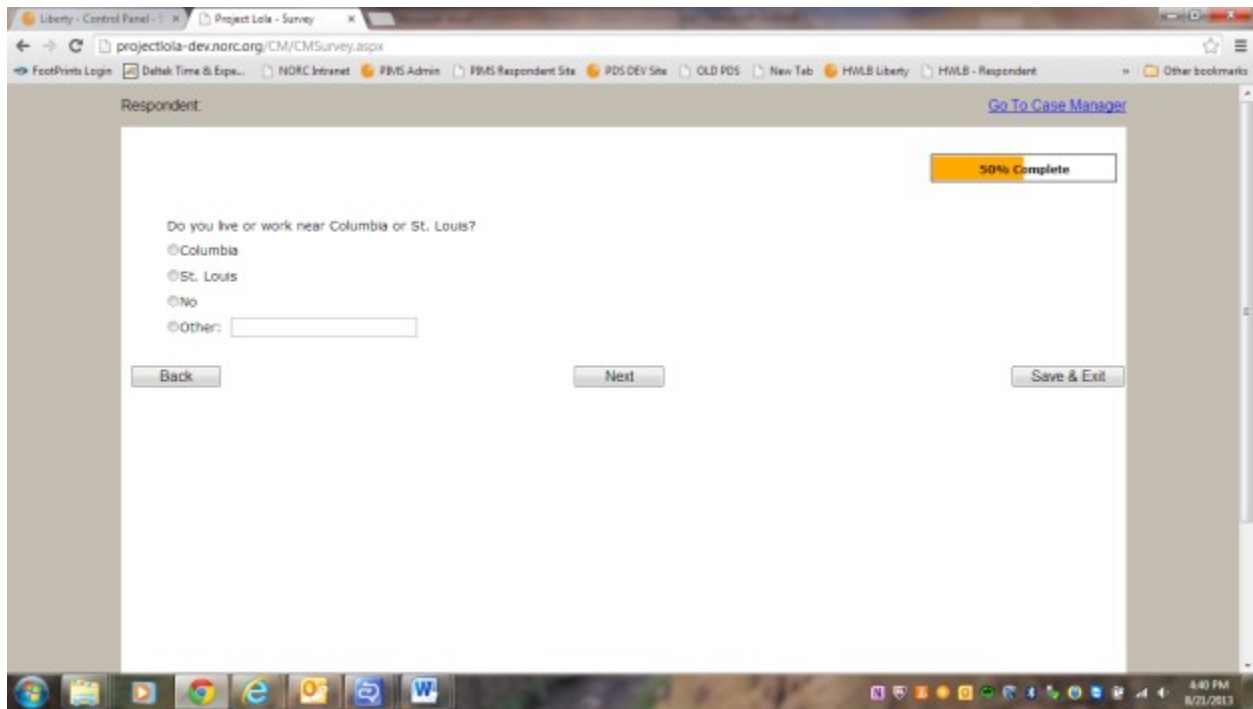 Liberty - Control Panel - S
Project Lola - Survey
projectlola-dev.norc.org/CM/CMSurvey.aspx
FootPrints Login Deltek Time & Expe... NORC Intranet PIMS Admin PIMS Respondent Site PDS DEV Site OLD PDS New Tab HWLB Liberty HWLB - Respondent » Other bookmarks
Respondent: Go To Case Manager
50% Complete
Do you live or work near Columbia or St. Louis?
Columbia
St. Louis
No
Other:
Back Next Save & Exit
4:40 PM
8/21/2013